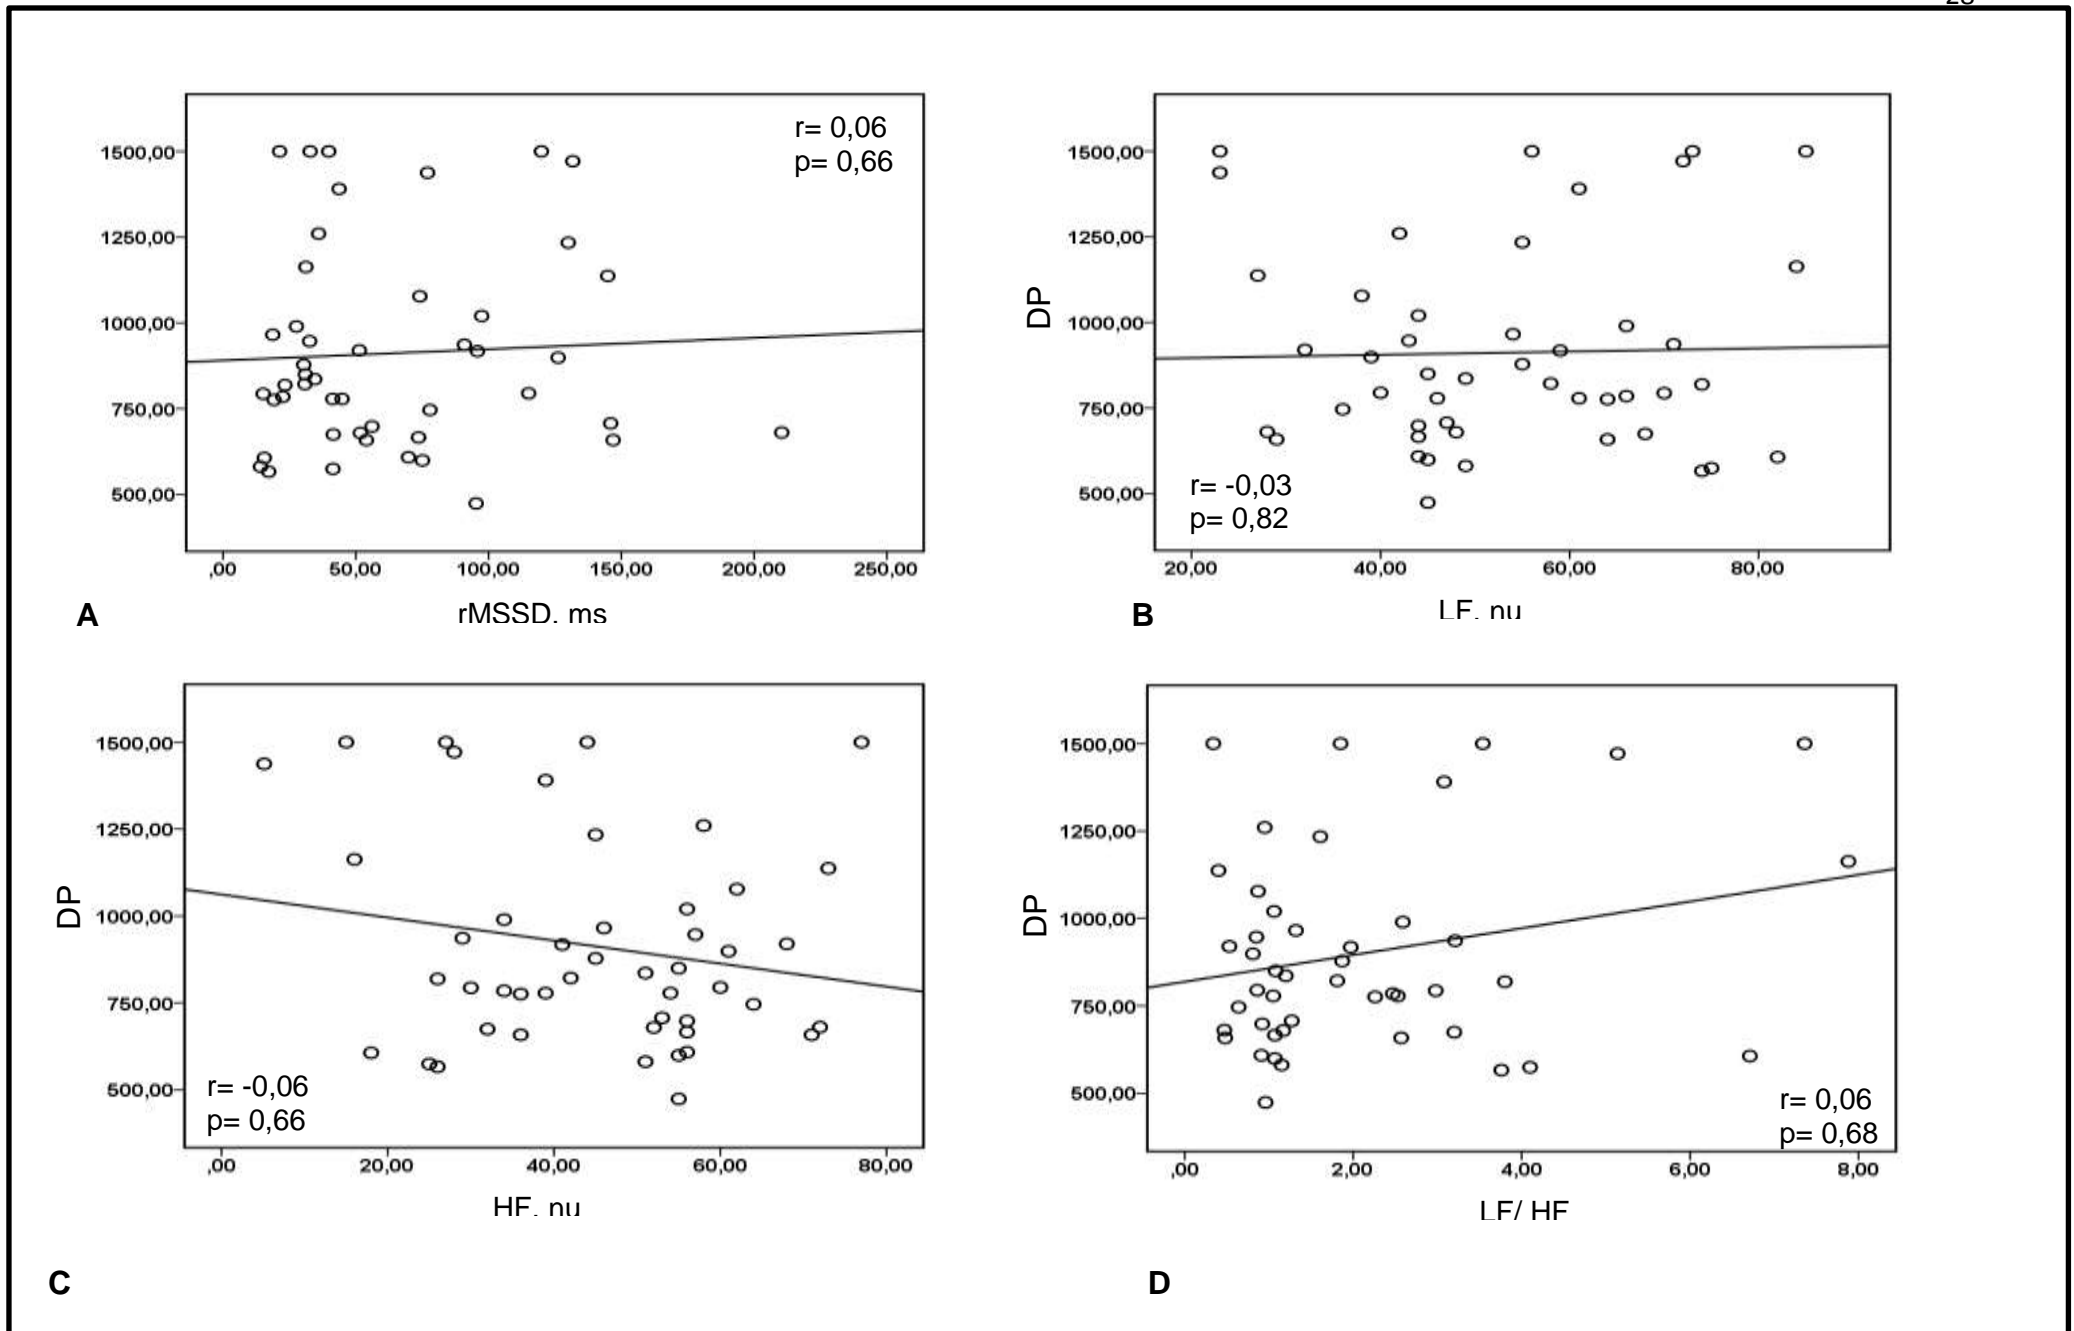 r= 0,06
p= 0,66
1500,00
1250,00
1000,00
750,00
500,00
,00 50,00 100,00 150,00 200,00 250,00
A
rMSSD, ms
DP
1500,00
1250,00
1000,00
750,00
500,00
r= -0,03
p= 0,82
20,00 40,00 60,00 80,00
B
LF, nu
DP
1500,00
1250,00
1000,00
750,00
500,00
r= -0,06
p= 0,66
,00 20,00 40,00 60,00 80,00
HF, nu
C
DP
1500,00
1250,00
1000,00
750,00
500,00
r= 0,06
p= 0,68
,00 2,00 4,00 6,00 8,00
LF/ HF
D